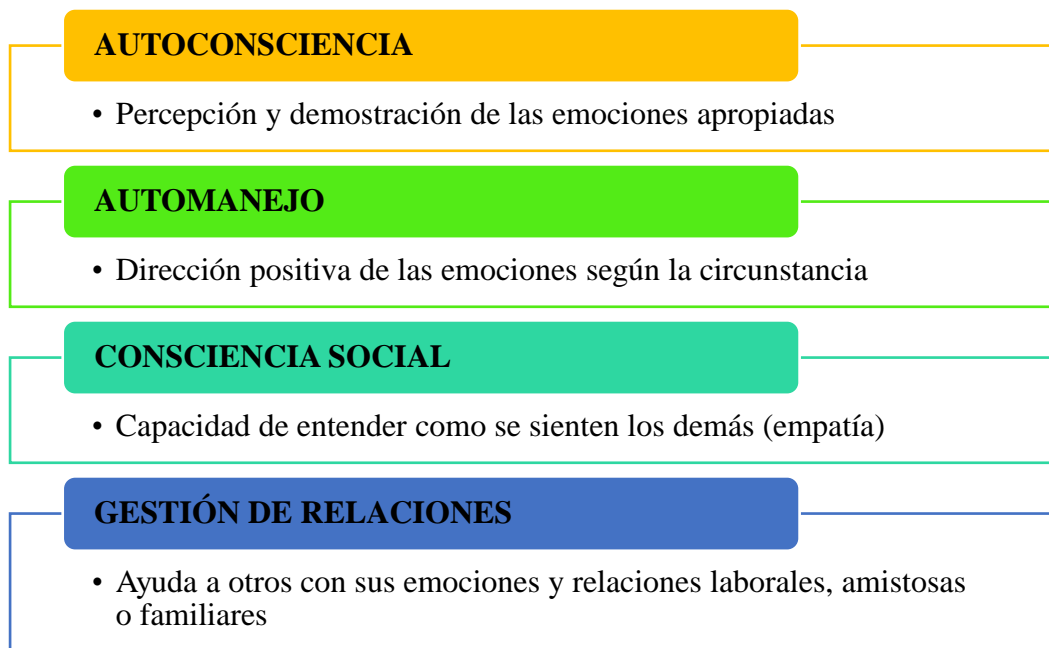 AUTOCONSCIENCIA
• Percepción y demostración de las emociones apropiadas
AUTOMANEJO
• Dirección positiva de las emociones según la circunstancia
CONSCIENCIA SOCIAL
• Capacidad de entender como se sienten los demás (empatía)
GESTIÓN DE RELACIONES
• Ayuda a otros con sus emociones y relaciones laborales, amistosas
o familiares